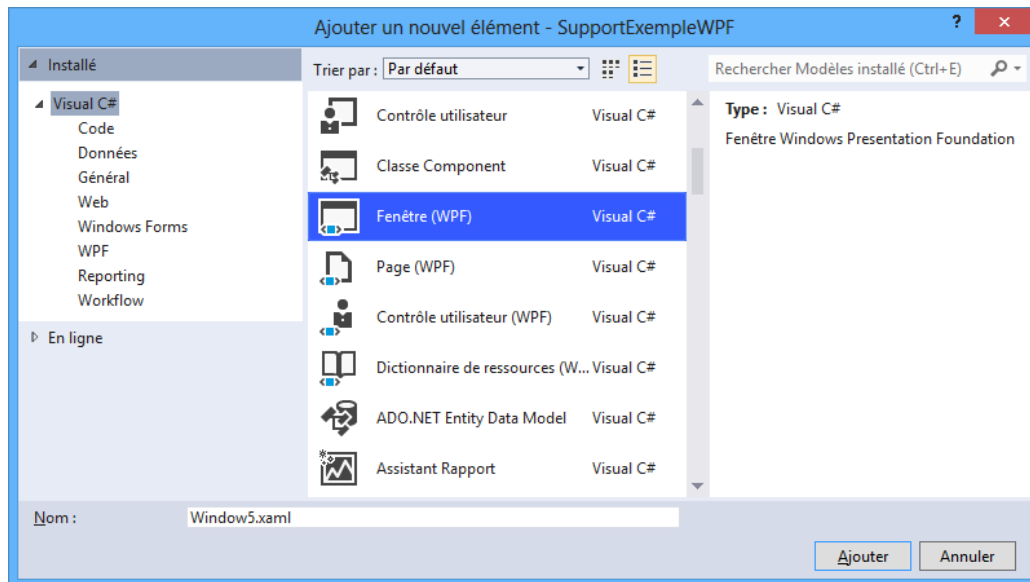 Ajouter un nouvel élément - SupportExempleWPF
?
Installé
Trier par : Par défaut
Rechercher Modèles installé (Ctrl+E)
Visual C#
Code
Données
Général
Web
Windows Forms
WPF
Reporting
Workflow
En ligne
Contrôle utilisateur Visual C#
Classe Component Visual C#
Fenêtre (WPF) Visual C#
Page (WPF) Visual C#
Contrôle utilisateur (WPF) Visual C#
Dictionnaire de ressources (W... Visual C#
ADO.NET Entity Data Model Visual C#
Assistant Rapport Visual C#
Type : Visual C#
Fenêtre Windows Presentation Foundation
Nom : Window5.xaml
Ajouter Annuler